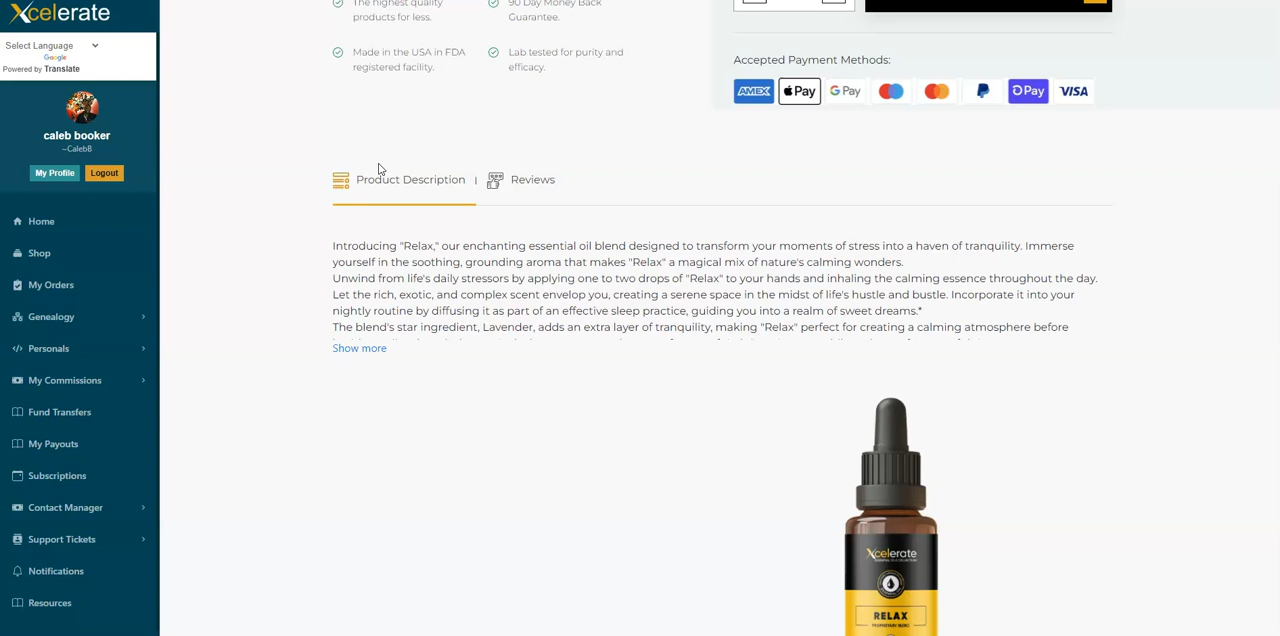 Xcelerate
Select Language
Google
Powered by Translate
caleb booker
~CalebB
My Profile
Logout
Home
Shop
My Orders
Genealogy
Personals
My Commissions
Fund Transfers
My Payouts
Subscriptions
Contact Manager
Support Tickets
Notifications
Resources
The highest quality
products for less.
90 Day Money Back
Guarantee.
Made in the USA in FDA
registered facility.
Lab tested for purity and
efficacy.
Accepted Payment Methods:
AMEX
Pay
G Pay
Pay
VISA
Product Description | Reviews
Introducing "Relax," our enchanting essential oil blend designed to transform your moments of stress into a haven of tranquility. Immerse
yourself in the soothing, grounding aroma that makes "Relax" a magical mix of nature's calming wonders.
Unwind from life's daily stressors by applying one to two drops of "Relax" to your hands and inhaling the calming essence throughout the day.
Let the rich, exotic, and complex scent envelop you, creating a serene space in the midst of life's hustle and bustle. Incorporate it into your
nightly routine by diffusing it as part of an effective sleep practice, guiding you into a realm of sweet dreams.*
The blend's star ingredient, Lavender, adds an extra layer of tranquility, making "Relax" perfect for creating a calming atmosphere before
Show more
Xcelerate
RELAX